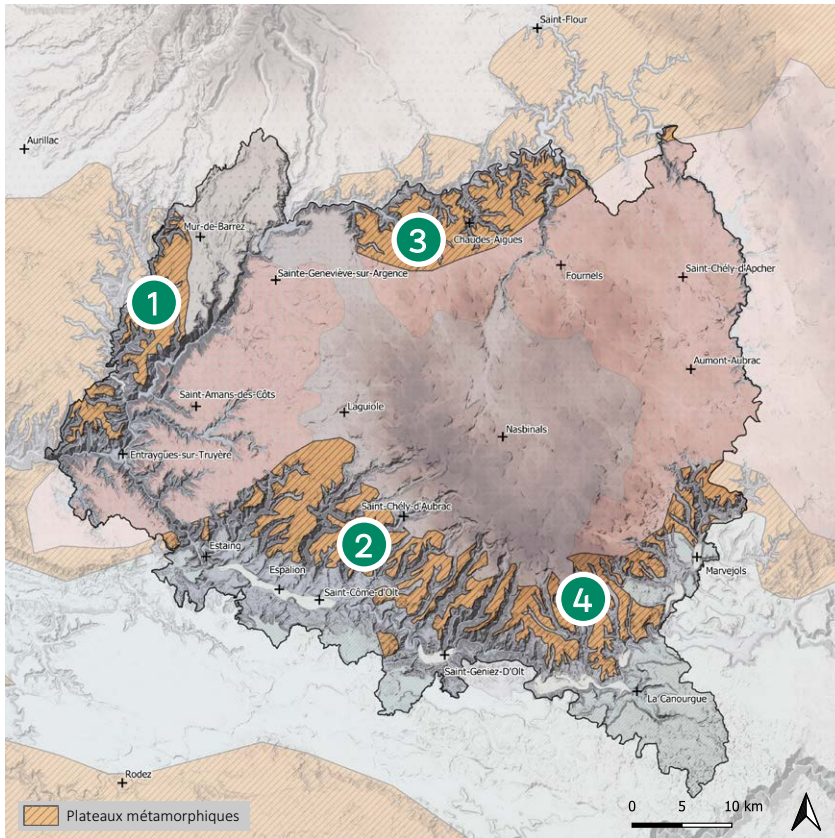 Saint-Flour
Aurillac
Mur-de-Barrez
3
Chaudes-Aigues
Sainte-Geneviève-sur-Argence
Fournels
Saint-Chély-d'Apcher
1
Aumont-Aubrac
Saint-Amans-des-Côts
Laguiole
Nasbinals
Entraygues-sur-Truyère
Saint-Chély-d'Aubrac
2
Estaing
Marvejols
Espalion
Saint-Côme-d'Olt
4
Saint-Géniez-D'Olt
La Canourgue
Rodez
0 5 10 km
Plateaux métamorphiques